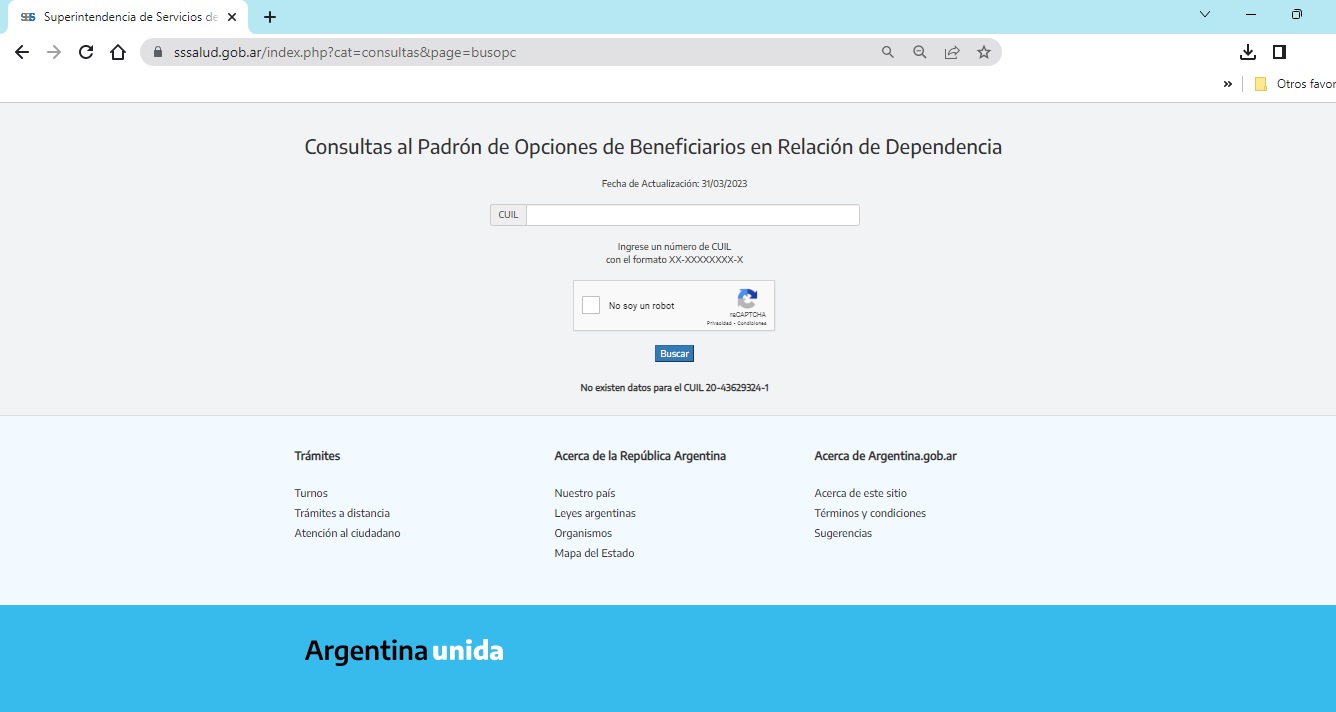 SSS Superintendencia de Servicios de
sssalud.gob.ar/index.php?cat=consultas&page=busopc
» Otros favor
Consultas al Padrón de Opciones de Beneficiarios en Relación de Dependencia
Fecha de Actualización: 31/03/2023
CUIL
Ingrese un número de CUIL
con el formato XX-XXXXXXXX-X
No soy un robot
reCAPTCHA
Privacidad - Condiciones
Buscar
No existen datos para el CUIL 20-43629324-1
Trámites
Turnos
Trámites a distancia
Atención al ciudadano
Acerca de la República Argentina
Nuestro país
Leyes argentinas
Organismos
Mapa del Estado
Acerca de Argentina.gob.ar
Acerca de este sitio
Términos y condiciones
Sugerencias
Argentina unida